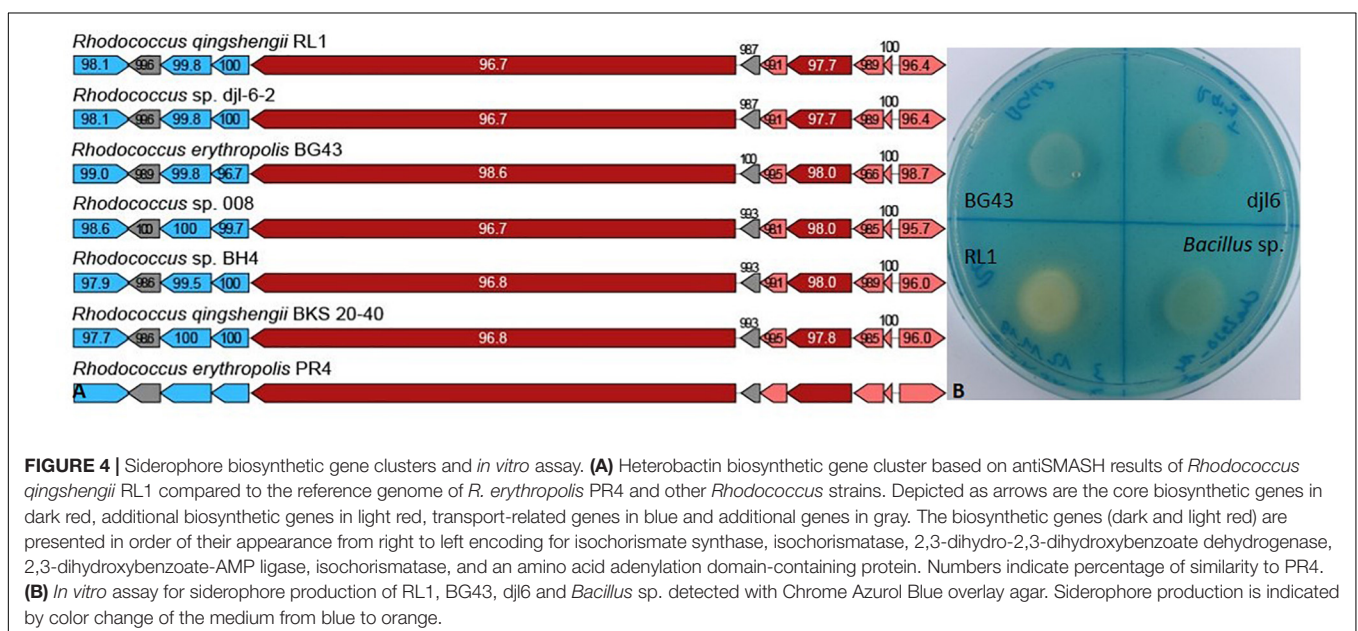 Rhodococcus qingshengii RL1
98.1 99.6 99.8 100 96.7 98.7 99.1 97.7 98.9 100 96.4
Rhodococcus sp. djl-6-2
98.1 99.6 99.8 100 96.7 98.7 99.1 97.7 98.9 100 96.4
Rhodococcus erythropolis BG43
99.0 98.9 99.8 96.7 98.6 100 99.5 98.0 96.6 100 98.7
Rhodococcus sp. 008
98.6 100 100 99.7 96.7 99.3 98.1 98.0 98.5 100 95.7
Rhodococcus sp. BH4
97.9 98.6 99.5 100 96.8 99.3 99.1 98.0 98.9 100 96.0
Rhodococcus qingshengii BKS 20-40
97.7 98.6 100 100 96.8 99.3 99.5 97.8 98.5 100 96.0
Rhodococcus erythropolis PR4
A
BG43
djl6
RL1
Bacillus sp.
B
FIGURE 4 | Siderophore biosynthetic gene clusters and in vitro assay. (A) Heterobactin biosynthetic gene cluster based on antiSMASH results of Rhodococcus
qingshengii RL1 compared to the reference genome of R. erythropolis PR4 and other Rhodococcus strains. Depicted as arrows are the core biosynthetic genes in
dark red, additional biosynthetic genes in light red, transport-related genes in blue and additional genes in gray. The biosynthetic genes (dark and light red) are
presented in order of their appearance from right to left encoding for isochorismate synthase, isochorismatase, 2,3-dihydro-2,3-dihydroxybenzoate dehydrogenase,
2,3-dihydroxybenzoate-AMP ligase, isochorismatase, and an amino acid adenylation domain-containing protein. Numbers indicate percentage of similarity to PR4.
(B) In vitro assay for siderophore production of RL1, BG43, djl6 and Bacillus sp. detected with Chrome Azurol Blue overlay agar. Siderophore production is indicated
by color change of the medium from blue to orange.